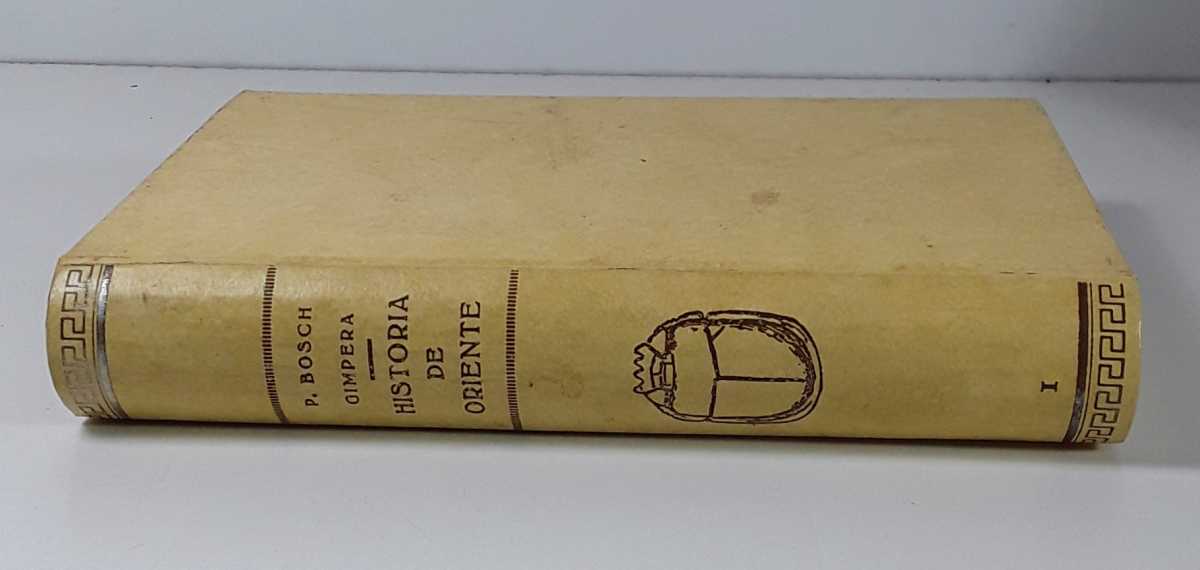 P. BOSCH
GIMPERA
HISTORIA
DE
ORIENTE
I